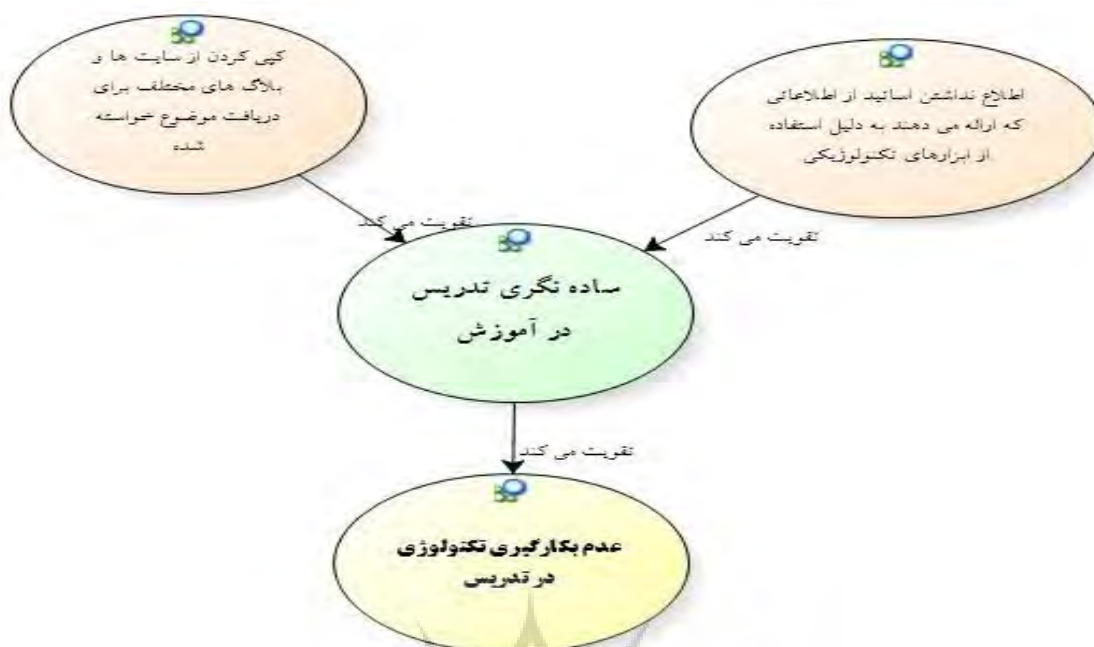 کپی کردن از سایت ها و
بلاگ های مختلف برای
دریافت موضوع خواسته
شده
اطلاع نداشتن اساتید از اطلاعاتی
که ارائه می دهند به دلیل استفاده
از ابزارهای تکنولوژیکی
تقویت می کند
تقویت می کند
ساده نگری تدریس
در آموزش
تقویت می کند
عدم بکارگیری تکنولوژی
در تدریس